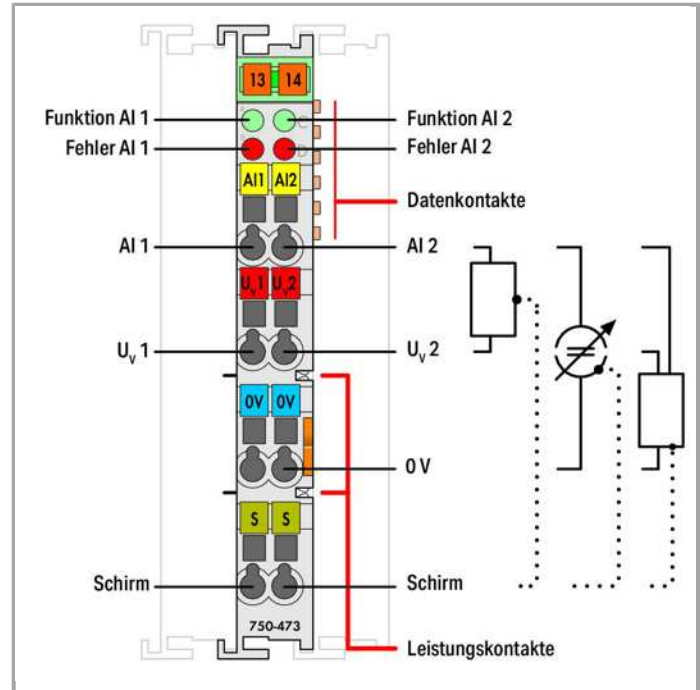 13 14
Funktion AI 1
Funktion AI 2
Fehler AI 1
Fehler AI 2
AI1 AI2
Datenkontakte
AI 1
AI 2
UV1 UV2
UV 1
UV 2
0V 0V
0 V
S S
Schirm
Schirm
750-473
Leistungskontakte